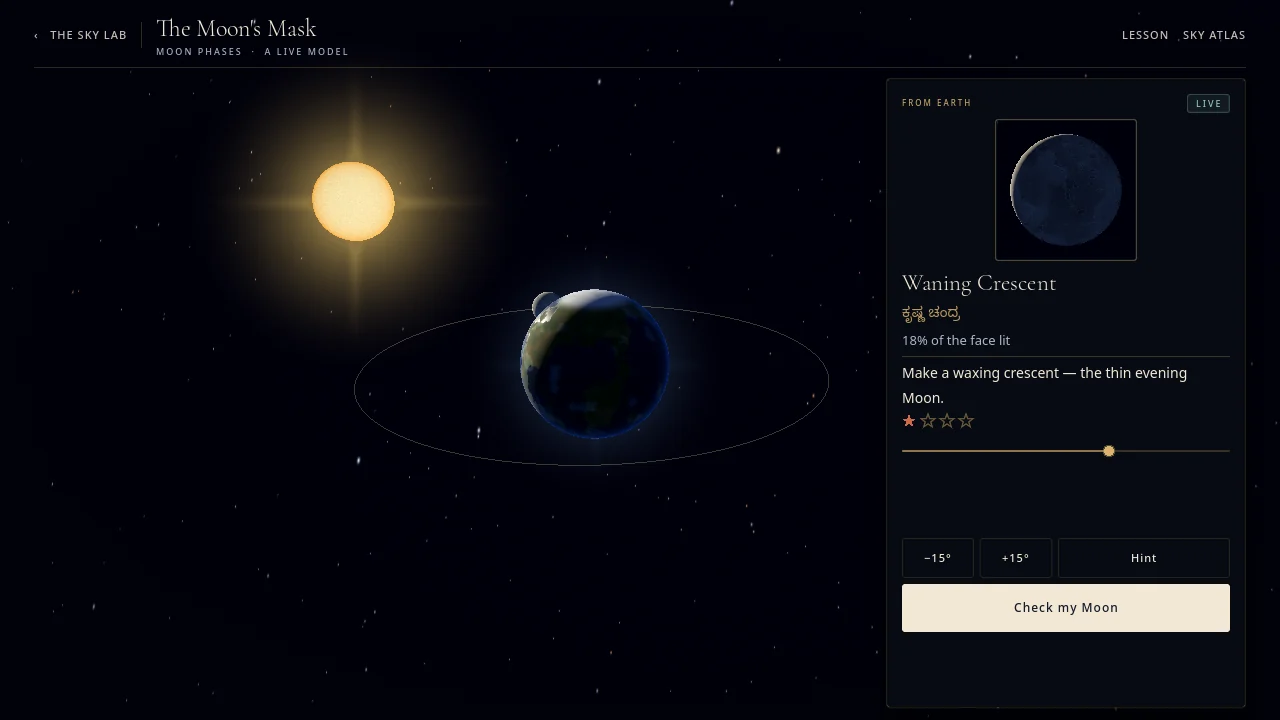 ‹ THE SKY LAB
The Moon"s Mask
MOON PHASES · A LIVE MODEL
LESSON
SKY ATLAS
FROM EARTH
LIVE
Waning Crescent
ಕೃಷ್ಣ ಚಂದ್ರ
18% of the face lit
Make a waxing crescent — the thin evening
Moon.
−15°
+15°
Hint
Check my Moon